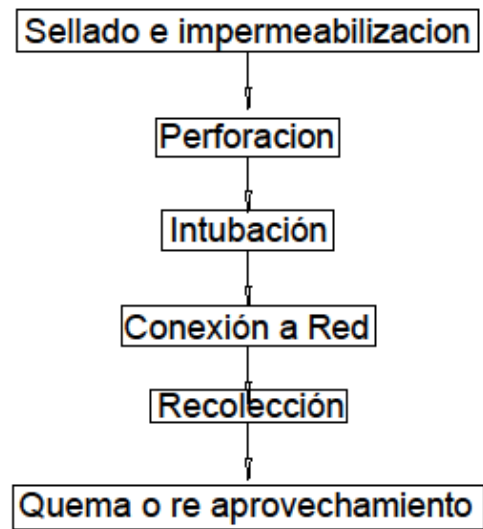 Sellado e impermeabilizacion
Perforacion
Intubación
Conexión a Red
Recolección
Quema o re aprovechamiento